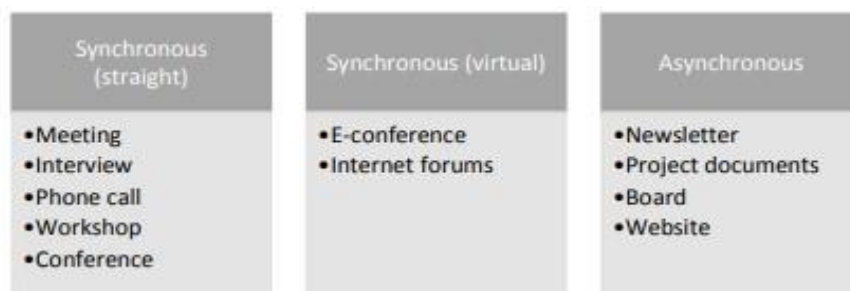 Synchronous
(straight)
•Meeting
•Interview
•Phone call
•Workshop
•Conference
Synchronous (virtual)
•E-conference
•Internet forums
Asynchronous
•Newsletter
•Project documents
•Board
•Website